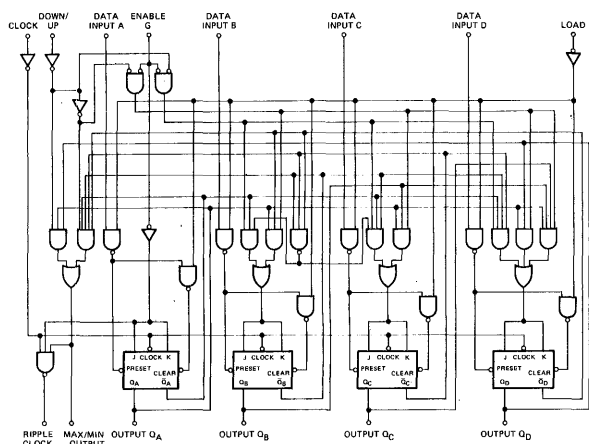 CLOCK
DOWN/
UP
DATA
INPUT A
ENABLE
G
DATA
INPUT B
DATA
INPUT C
DATA
INPUT D
LOAD
J CLOCK K
PRESET
CLEAR
QA Q̅A
J CLOCK K
PRESET
CLEAR
QB Q̅B
J CLOCK K
PRESET
CLEAR
QC Q̅C
J CLOCK K
PRESET
CLEAR
QD Q̅D
RIPPLE
CLOCK
MAX/MIN
OUTPUT
OUTPUT QA
OUTPUT QB
OUTPUT QC
OUTPUT QD